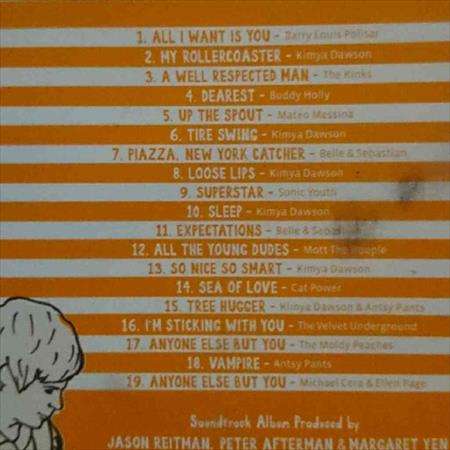 1. ALL I WANT IS YOU - Barry Louis Polisar
2. MY ROLLERCOASTER - Kimya Dawson
3. A WELL RESPECTED MAN - The Kinks
4. DEAREST - Buddy Holly
5. UP THE SPOUT - Mateo Messina
6. TIRE SWING - Kimya Dawson
7. PIAZZA, NEW YORK CATCHER - Belle & Sebastian
8. LOOSE LIPS - Kimya Dawson
9. SUPERSTAR - Sonic Youth
10. SLEEP - Kimya Dawson
11. EXPECTATIONS - Belle & Sebastian
12. ALL THE YOUNG DUDES - Mott The Hoople
13. SO NICE SO SMART - Kimya Dawson
14. SEA OF LOVE - Cat Power
15. TREE HUGGER - Kimya Dawson & Antsy Pants
16. I'M STICKING WITH YOU - The Velvet Underground
17. ANYONE ELSE BUT YOU - The Moldy Peaches
18. VAMPIRE - Antsy Pants
19. ANYONE ELSE BUT YOU - Michael Cera & Ellen Page
Soundtrack Album Produced by
JASON REITMAN, PETER AFTERMAN & MARGARET YEN